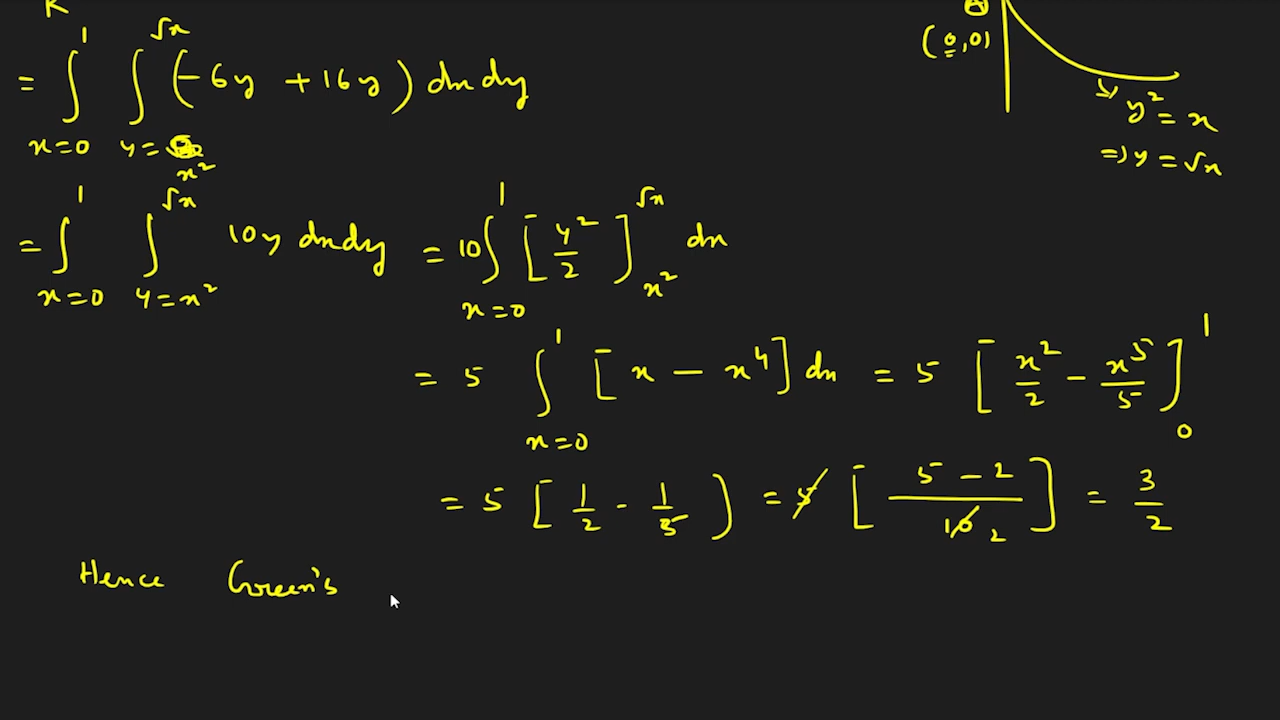 R
(0,0)
y² = x
⇒ y = √x
= ∫_{x=0}^{1} ∫_{y=x²}^{√x} (-6y + 16y) dx dy
= ∫_{x=0}^{1} ∫_{y=x²}^{√x} 10y dx dy = 10 ∫_{x=0}^{1} [y²/2]_{x²}^{√x} dx
= 5 ∫_{x=0}^{1} [x - x⁴] dx = 5 [x²/2 - x⁵/5]_{0}^{1}
= 5 [1/2 - 1/5) = 5 [(5 - 2)/10 2] = 3/2
Hence Green's